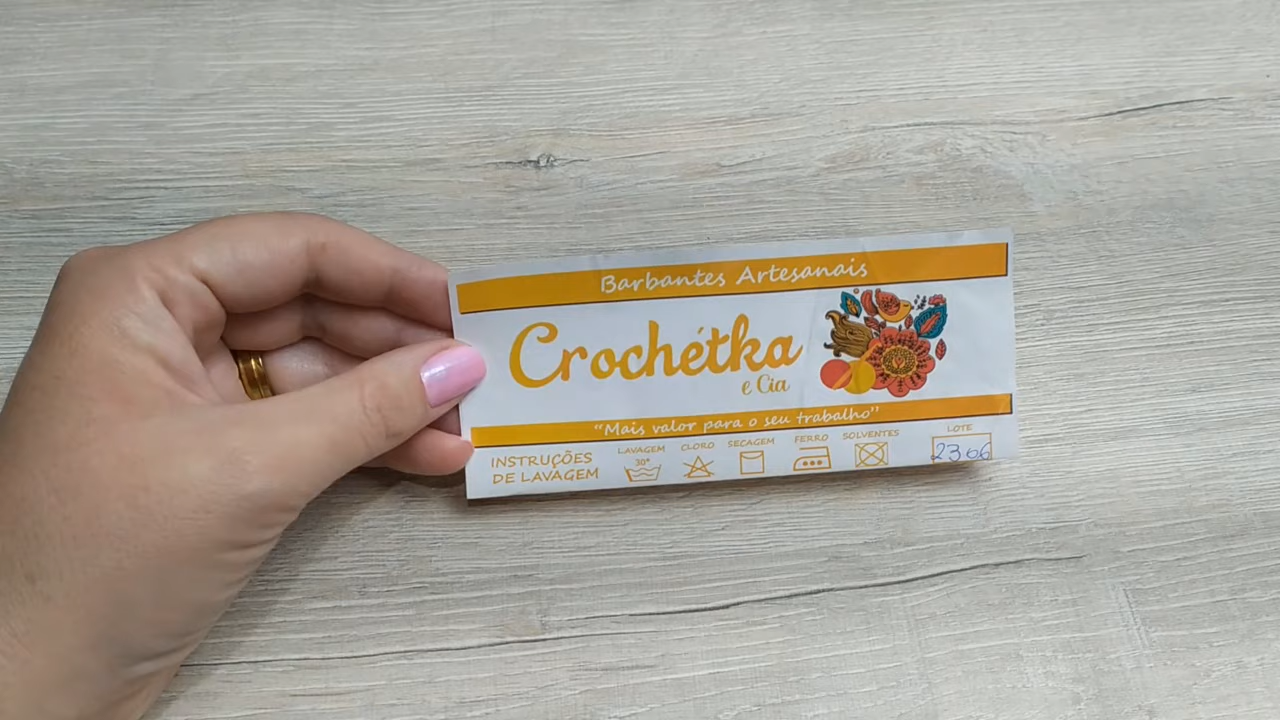 Barbantes Artesanais
Crochétka
e Cia
"Mais valor para o seu trabalho"
INSTRUÇÕES
DE LAVAGEM
LAVAGEM
30°
CLORO
SECAGEM
FERRO
SOLVENTES
LOTE
2306